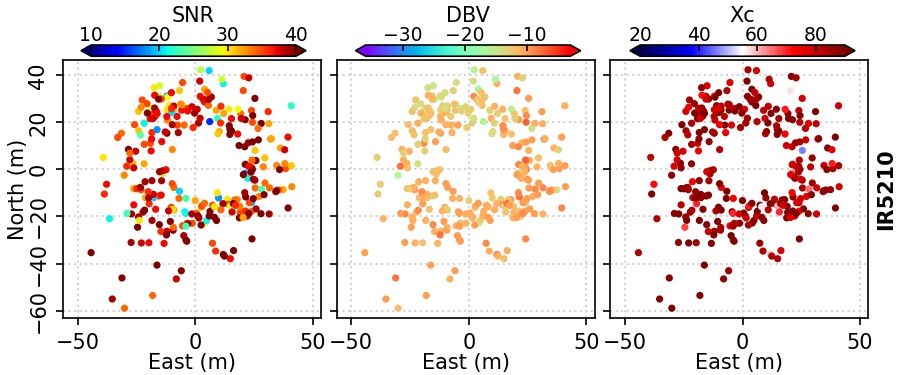 SNR DBV Xc
10 20 30 40 −30 −20 −10 20 40 60 80
40
20
0
−20
−40
−60
North (m)
−50 0 50 −50 0 50 −50 0 50
East (m) East (m) East (m)
IR5210